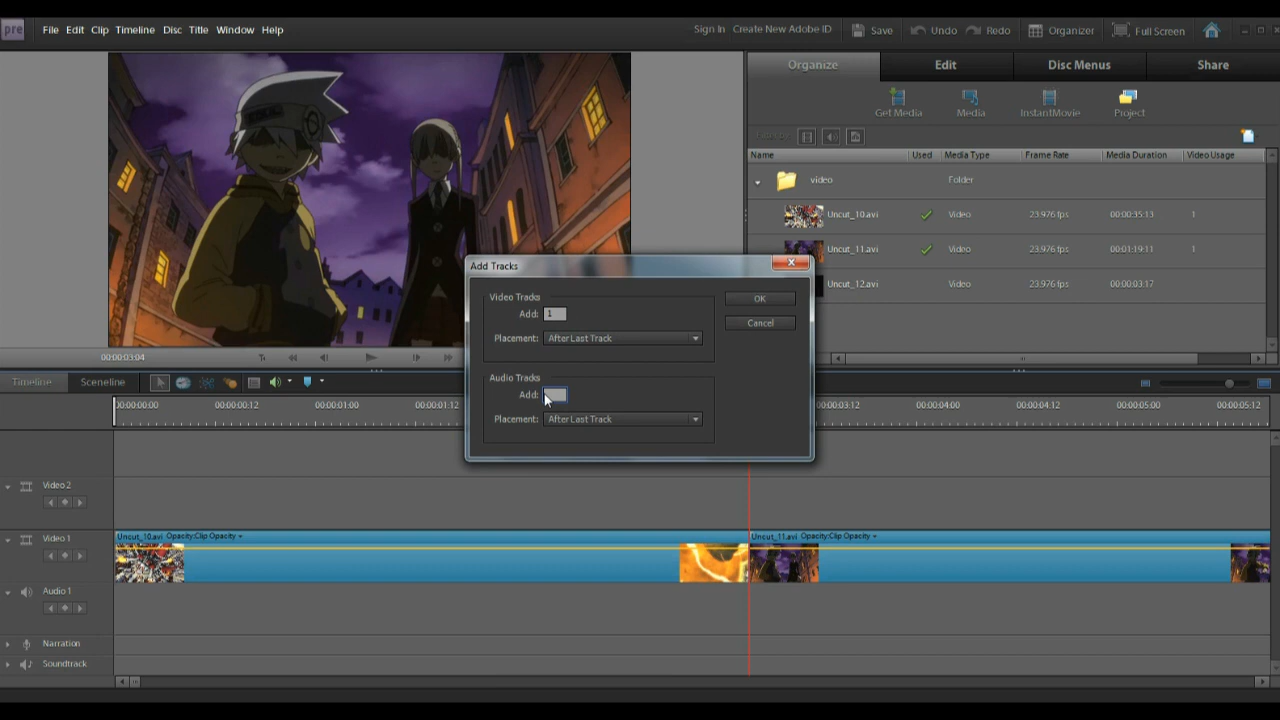 pre File Edit Clip Timeline Disc Title Window Help Sign In Create New Adobe ID Save Undo Redo Organizer Full Screen
Organize Edit Disc Menus Share
Get Media Media InstantMovie Project
Name Used Media Type Frame Rate Media Duration Video Usage
video Folder
Uncut_10.avi Video 23.976 fps 00:00:35:13 1
Uncut_11.avi Video 23.976 fps 00:01:19:11 1
Uncut_12.avi Video 23.976 fps 00:00:03:17
Add Tracks
Video Tracks
Add: 1
Placement: After Last Track
Audio Tracks
Add:
Placement: After Last Track
OK
Cancel
00:00:03:04
Timeline Sceneline
00:00:00:00 00:00:00:12 00:00:01:00 00:00:01:12 00:00:03:12 00:00:04:00 00:00:04:12 00:00:05:00 00:00:05:12
Video 2
Video 1
Uncut_10.avi Opacity:Clip Opacity Uncut_11.avi Opacity:Clip Opacity
Audio 1
Narration
Soundtrack